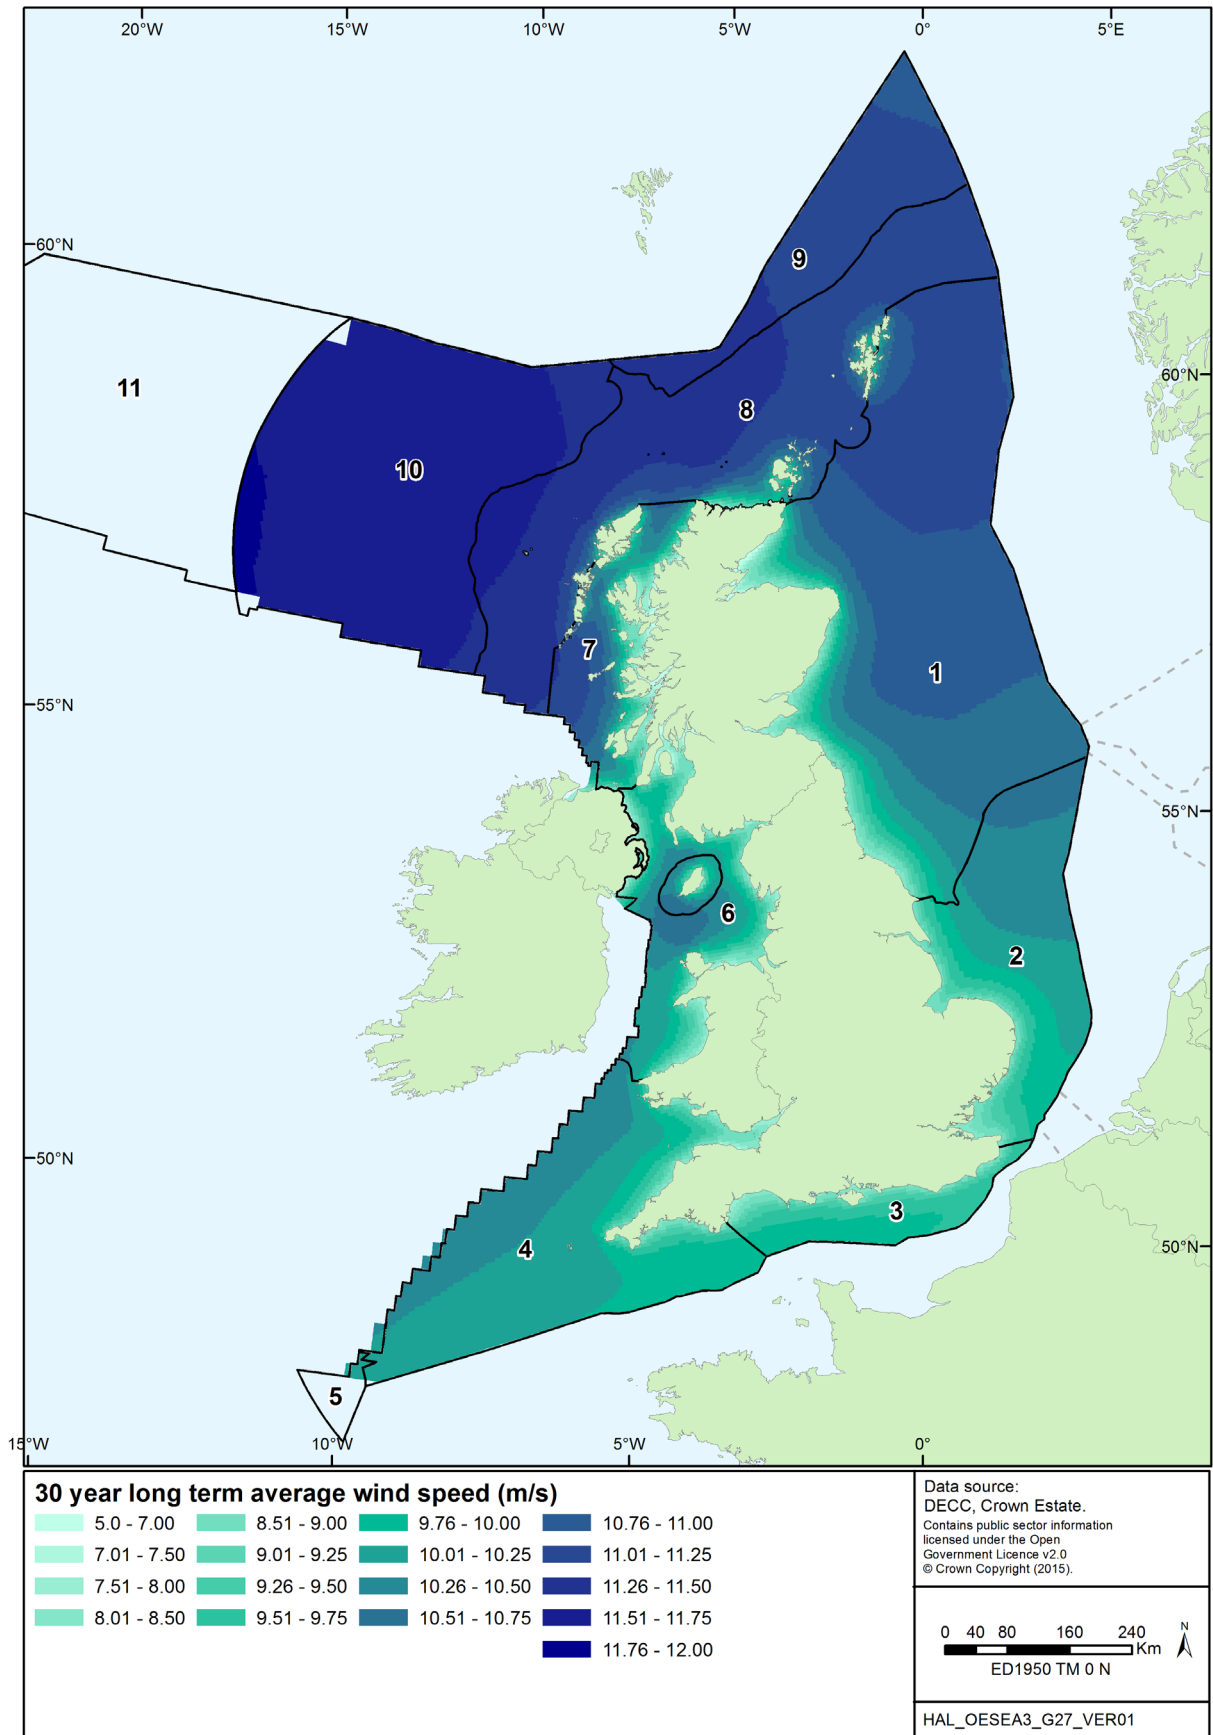 20°W 15°W 10°W 5°W 0° 5°E
60°N
9
60°N
11
8
10
7
1
55°N
55°N
6
2
50°N
3
4
50°N
5
15°W 10°W 5°W 0°
30 year long term average wind speed (m/s)
5.0 - 7.00 8.51 - 9.00 9.76 - 10.00 10.76 - 11.00
7.01 - 7.50 9.01 - 9.25 10.01 - 10.25 11.01 - 11.25
7.51 - 8.00 9.26 - 9.50 10.26 - 10.50 11.26 - 11.50
8.01 - 8.50 9.51 - 9.75 10.51 - 10.75 11.51 - 11.75
11.76 - 12.00
Data source:
DECC, Crown Estate.
Contains public sector information
licensed under the Open
Government Licence v2.0
© Crown Copyright (2015).
0 40 80 160 240
Km
N
ED1950 TM 0 N
HAL_OESEA3_G27_VER01